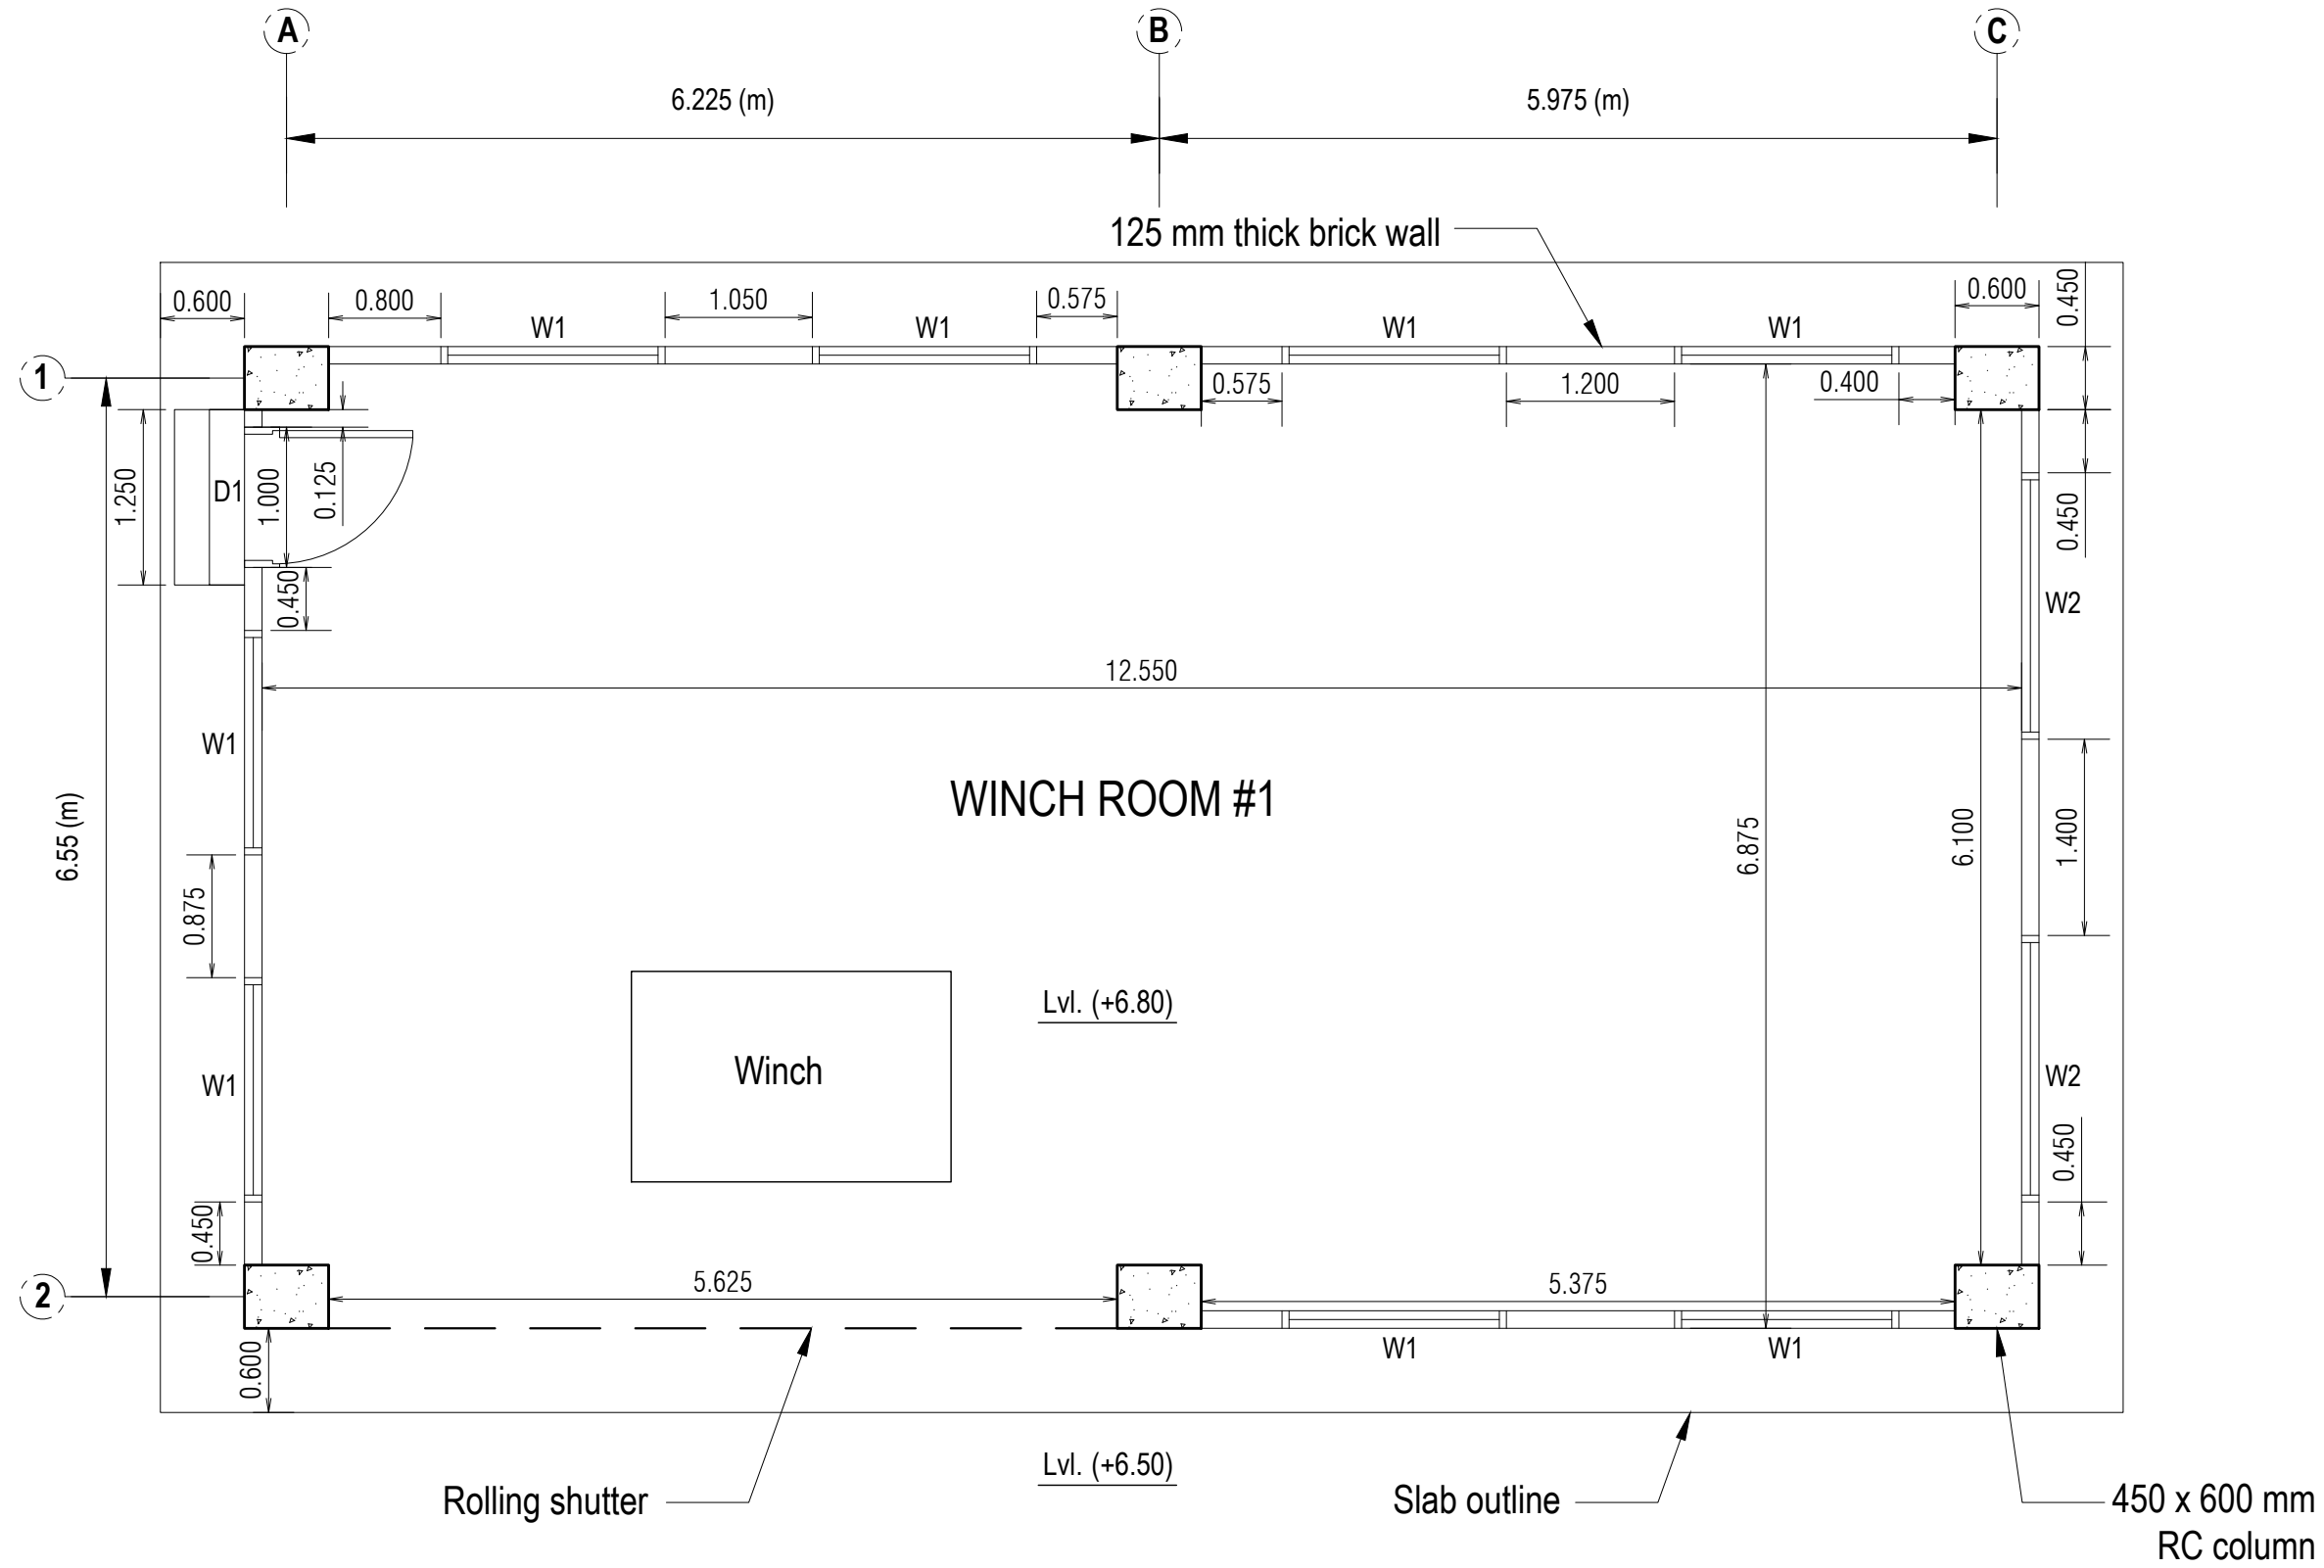 A
B
C
6.225 (m)
5.975 (m)
125 mm thick brick wall
0.600
0.800
1.050
0.575
0.600
0.450
W1
W1
W1
W1
1
0.575
1.200
0.400
1.250
D1
1.000
0.125
0.450
0.450
W2
12.550
W1
WINCH ROOM #1
6.55 (m)
6.875
6.100
1.400
0.875
Lvl. (+6.80)
Winch
W1
W2
0.450
0.450
2
5.625
5.375
W1
W1
0.600
Lvl. (+6.50)
Rolling shutter
Slab outline
450 x 600 mm
RC column